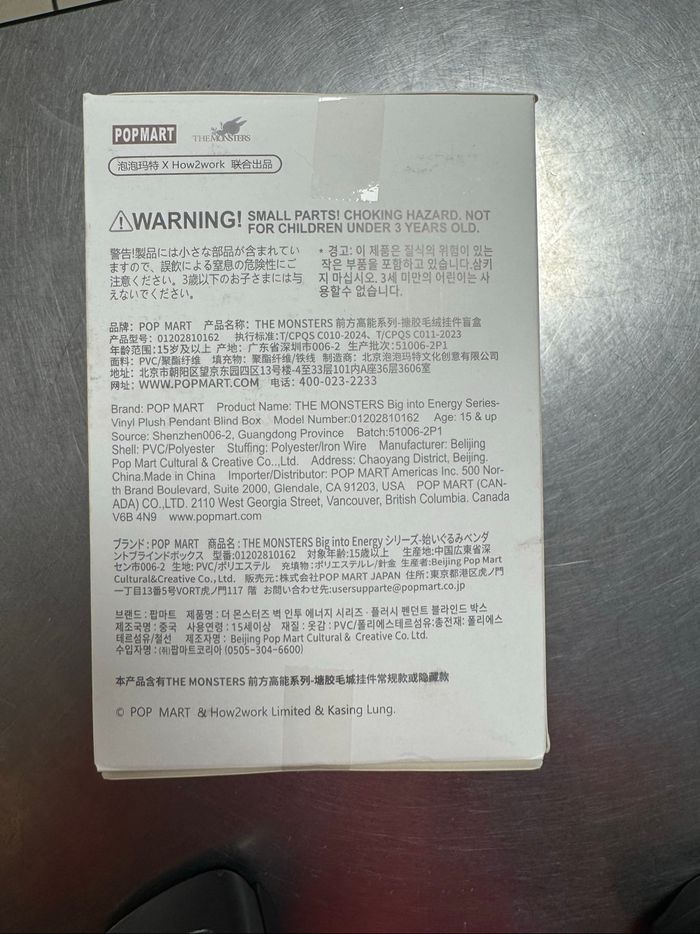 POP MART THE MONSTERS
泡泡玛特 X How2work 联合出品
WARNING! SMALL PARTS! CHOKING HAZARD. NOT
FOR CHILDREN UNDER 3 YEARS OLD.
警告!製品には小さな部品が含まれてい
ますので、誤飲による窒息の危険性にご
注意ください。3歳以下のお子さまには与
えないでください。
* 경고: 이 제품은 질식의 위험이 있는
작은 부품을 포함하고 있습니다.삼키
지 마십시오. 3세 미만의 어린이는 사
용할수 없습니다.
品牌：POP MART 产品名称：THE MONSTERS 前方高能系列-搪胶毛绒挂件盲盒
产品型号：01202810162 执行标准:T/CPQS C010-2024、T/CPQS C011-2023
年龄范围:15岁及以上 产地：广东省深圳市006-2 生产批次:51006-2P1
面料：PVC/聚酯纤维 填充物：聚酯纤维/铁线 制造商：北京泡泡玛特文化创意有限公司
地址：北京市朝阳区望京东园四区13号楼-4至33层101内A座36层3606室
网址：WWW.POPMART.COM 电话：400-023-2233
Brand: POP MART Product Name: THE MONSTERS Big into Energy Series-
Vinyl Plush Pendant Blind Box Model Number:01202810162 Age: 15 & up
Source: Shenzhen006-2, Guangdong Province Batch:51006-2P1
Shell: PVC/Polyester Stuffing: Polyester/Iron Wire Manufacturer: Belijing
Pop Mart Cultural & Creative Co.,Ltd. Address: Chaoyang District, Beijing.
China.Made in China Importer/Distributor: POP MART Americas Inc. 500 Nor-
th Brand Boulevard, Suite 2000, Glendale, CA 91203, USA POP MART (CAN-
ADA) CO.,LTD. 2110 West Georgia Street, Vancouver, British Columbia. Canada
V6B 4N9 www.popmart.com
ブランド：POP MART 商品名：THE MONSTERS Big into Energy シリーズ-始いぐるみベンダ
ントブラインドボックス 型番:01202810162 対象年齢:15歳以上 生産地:中国広東省深
セン市006-2 生地: PVC/ポリエステル 充填物：ポリエステルレ/針金 生産者:Beijing Pop Mart
Cultural&Creative Co., Ltd. 販売元：株式会社POP MART JAPAN 住所：東京都港区虎ノ門
一丁目13番5号VORT虎ノ門117 階 お問い合わせ先:usersupparte@popmart.co.jp
브랜드 : 팝마트 제품명 : 더 몬스터즈 벽 인투 에너지 시리즈 · 플러시 펜던트 블라인드 박스
제조국명 : 중국 사용연령 : 15세이상 재질 : 옷감 : PVC/폴리에스테르섬유:총전재: 폴리에스
테르섬유/철선 제조자명 : Beijing Pop Mart Cultural & Creative Co. Ltd.
수입자명 : ㈜팝마트코리아 (0505-304-6600)
本产品含有THE MONSTERS 前方高能系列-搪胶毛城挂件常规款或隐藏款
© POP MART & How2work Limited & Kasing Lung.